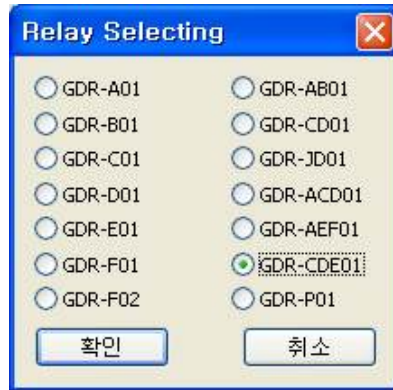 Relay Selecting
GDR-A01 GDR-AB01
GDR-B01 GDR-CD01
GDR-C01 GDR-JD01
GDR-D01 GDR-ACD01
GDR-E01 GDR-AEF01
GDR-F01 GDR-CDE01
GDR-F02 GDR-P01
확인 취소